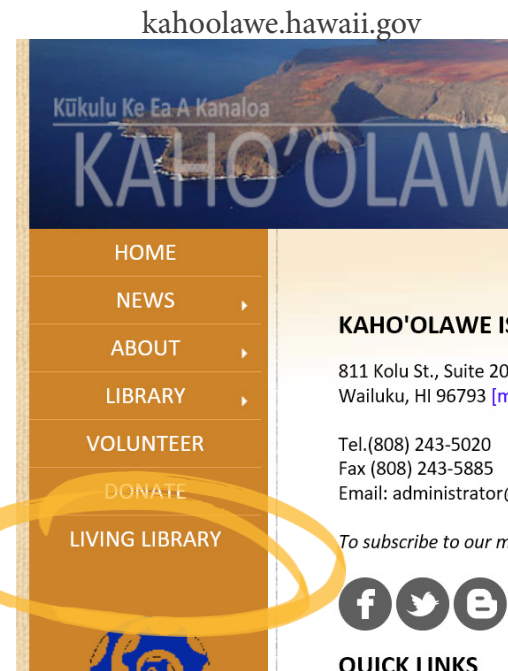 kahoolawe.hawaii.gov
Kūkulu Ke Ea A Kanaloa
KAHO'OLAW
HOME
NEWS
ABOUT
LIBRARY
VOLUNTEER
DONATE
LIVING LIBRARY
KAHO'OLAWE
811 Kolu St., Suite 20
Wailuku, HI 96793
Tel.(808) 243-5020
Fax (808) 243-5885
Email: administrator@
To subscribe to our
QUICK LINKS